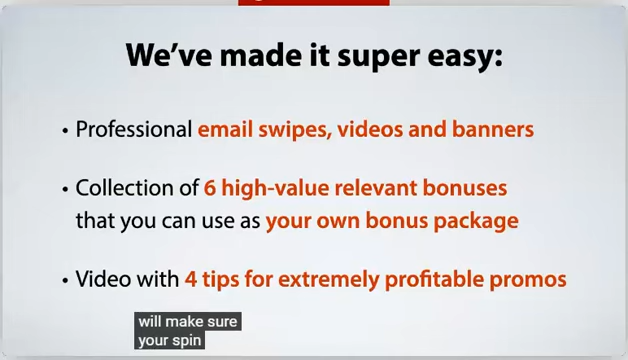 We've made it super easy:
• Professional email swipes, videos and banners
• Collection of 6 high-value relevant bonuses
that you can use as your own bonus package
• Video with 4 tips for extremely profitable promos
will make sure
your spin